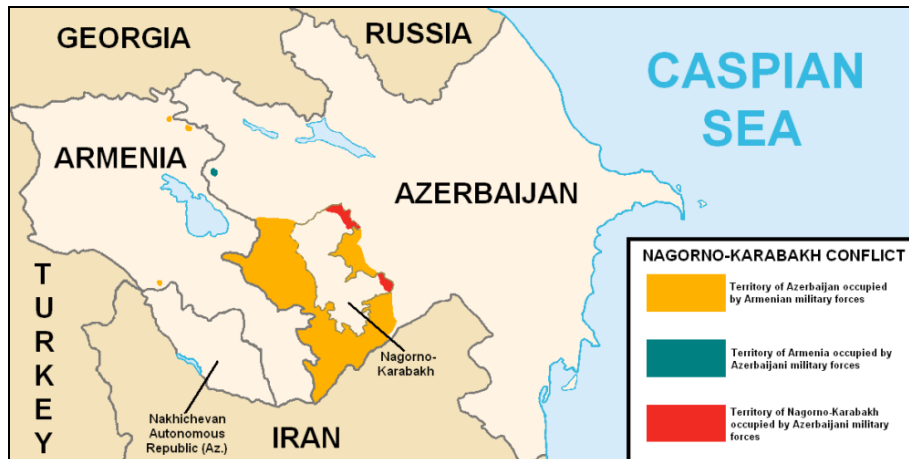 GEORGIA
RUSSIA
CASPIAN
SEA
ARMENIA
AZERBAIJAN
TURKEY
Nagorno-
Karabakh
Nakhichevan
Autonomous
Republic (Az.)
IRAN
NAGORNO-KARABAKH CONFLICT
Territory of Azerbaijan occupied
by Armenian military forces
Territory of Armenia occupied by
Azerbaijani military forces
Territory of Nagorno-Karabakh
occupied by Azerbaijani military
forces